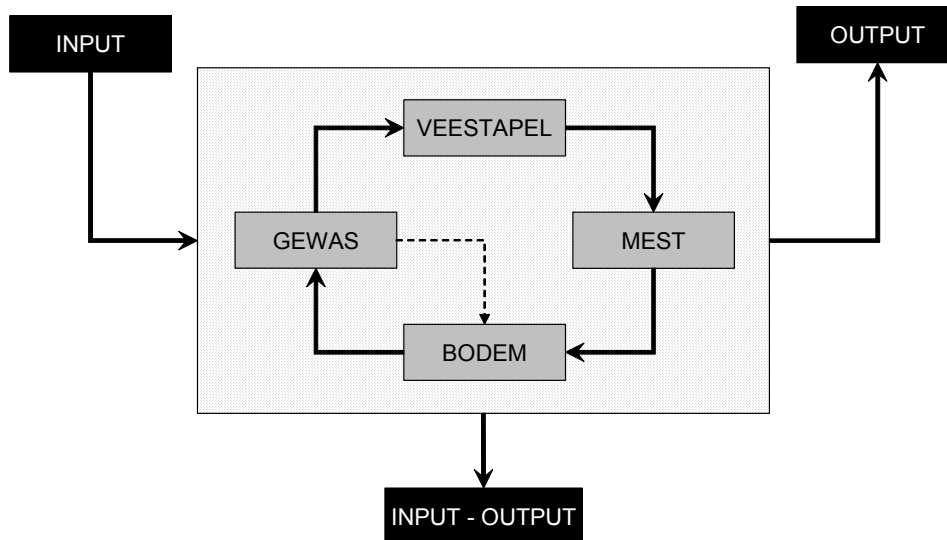 INPUT
OUTPUT
VEESTAPEL
GEWAS
MEST
BODEM
INPUT - OUTPUT